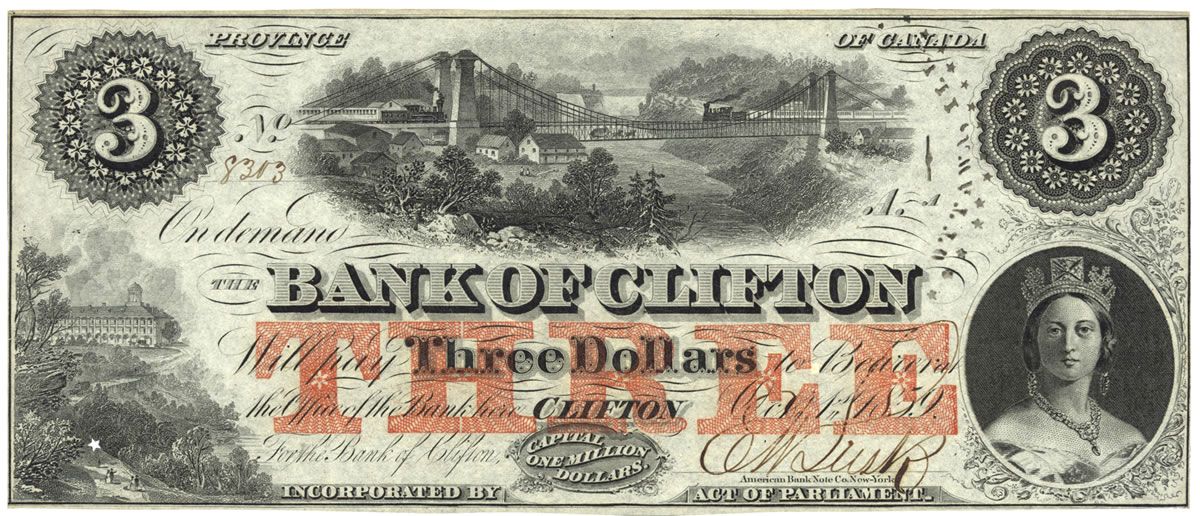 PROVINCE OF CANADA
3 3
No
8303 A.
On demand
THE BANK OF CLIFTON
THREE
Will pay Three Dollars to Bearer
the Office of the Bank here CLIFTON Oct. 1st 1859.
For the Bank of Clifton,
CAPITAL
ONE MILLION
DOLLARS.
American Bank Note Co. New-York
INCORPORATED BY ACT OF PARLIAMENT.